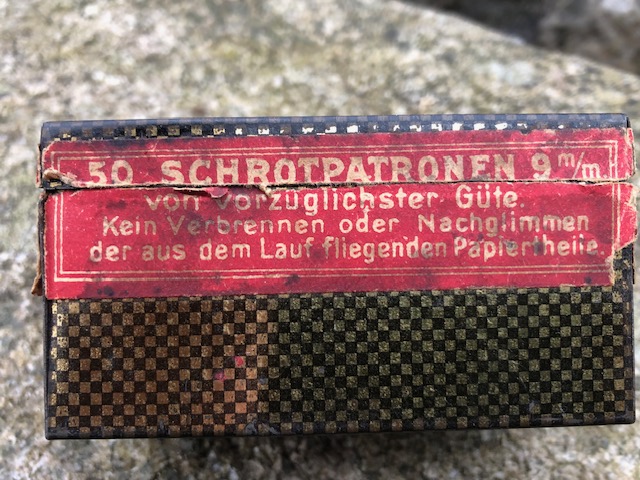 50 SCHROTPATRONEN 9 m/m.
von vorzüglichster Güte.
Kein Verbrennen oder Nachglimmen
der aus dem Lauf fliegenden Papiertheile.